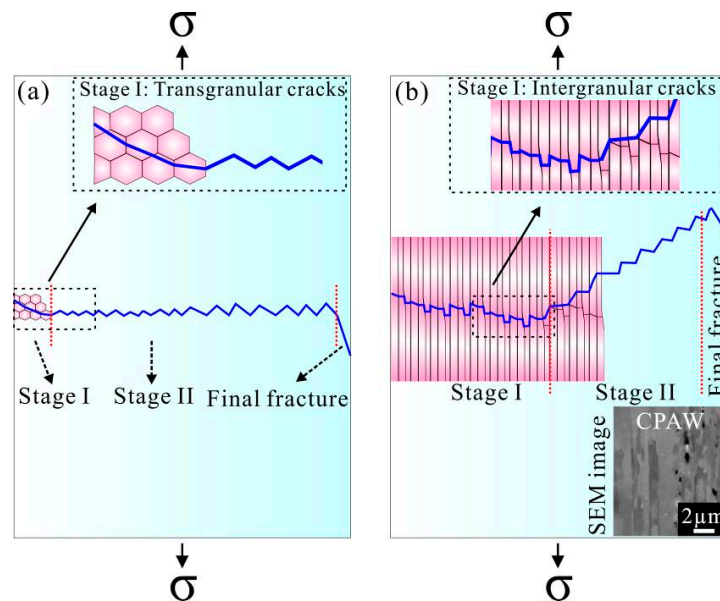 σ
(a)
Stage I: Transgranular cracks
Stage I
Stage II
Final fracture
σ
σ
(b)
Stage I: Intergranular cracks
Stage I
Stage II
Final fracture
SEM image
CPAW
2μm
σ